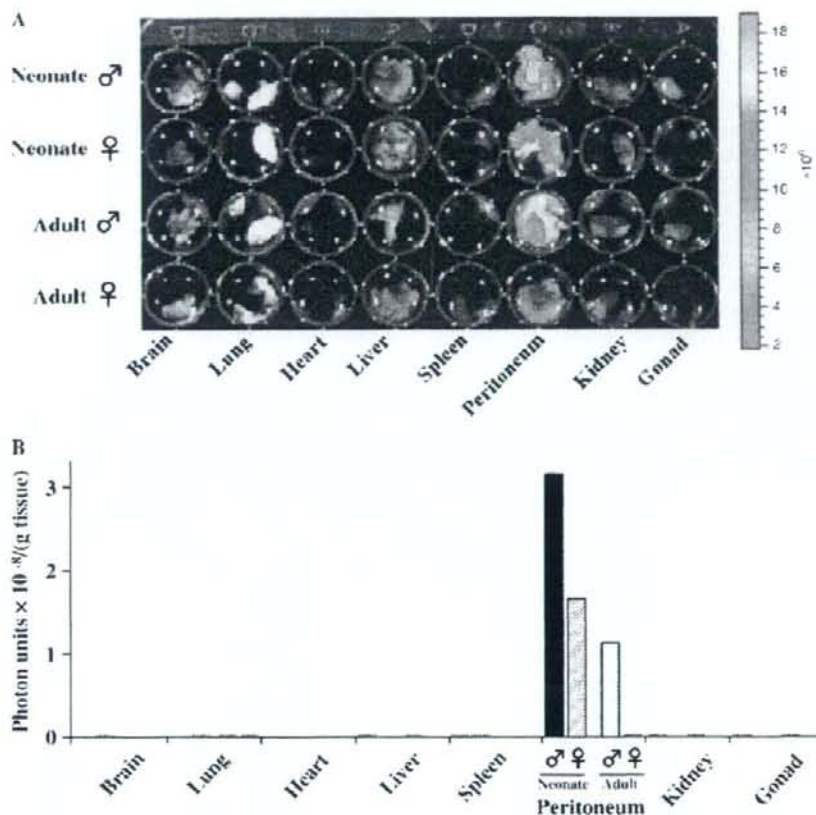 A
Neonate ♂
Neonate ♀
Adult ♂
Adult ♀
Brain
Lung
Heart
Liver
Spleen
Peritoneum
Kidney
Gonad
18
16
14
12
10
8
6
4
2
×10⁶
B
Photon units × 10⁻⁸/(g tissue)
3
2
1
0
Brain
Lung
Heart
Liver
Spleen
♂ ♀ ♂ ♀
Neonate Adult
Peritoneum
Kidney
Gonad